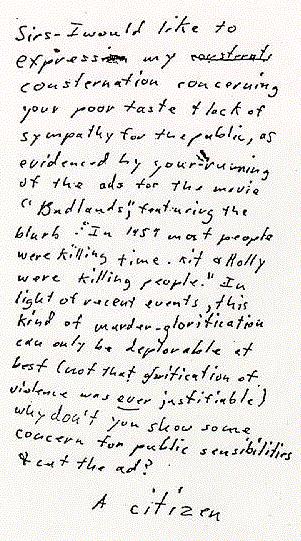 Sirs- I would like to
expression my consternati
consternation concerning
your poor taste & lack of
sympathy for the public, as
evidenced by your running
of the ads for the movie
"Badlands," featuring the
blurb - "In 1959 most people
were killing time. Kit & Holly
were killing people." In
light of recent events, this
kind of murder-glorification
can only be deplorable at
best (not that glorification of
violence was ever justifiable)
why don't you show some
concern for public sensibilities
& cut the ad?
A citizen